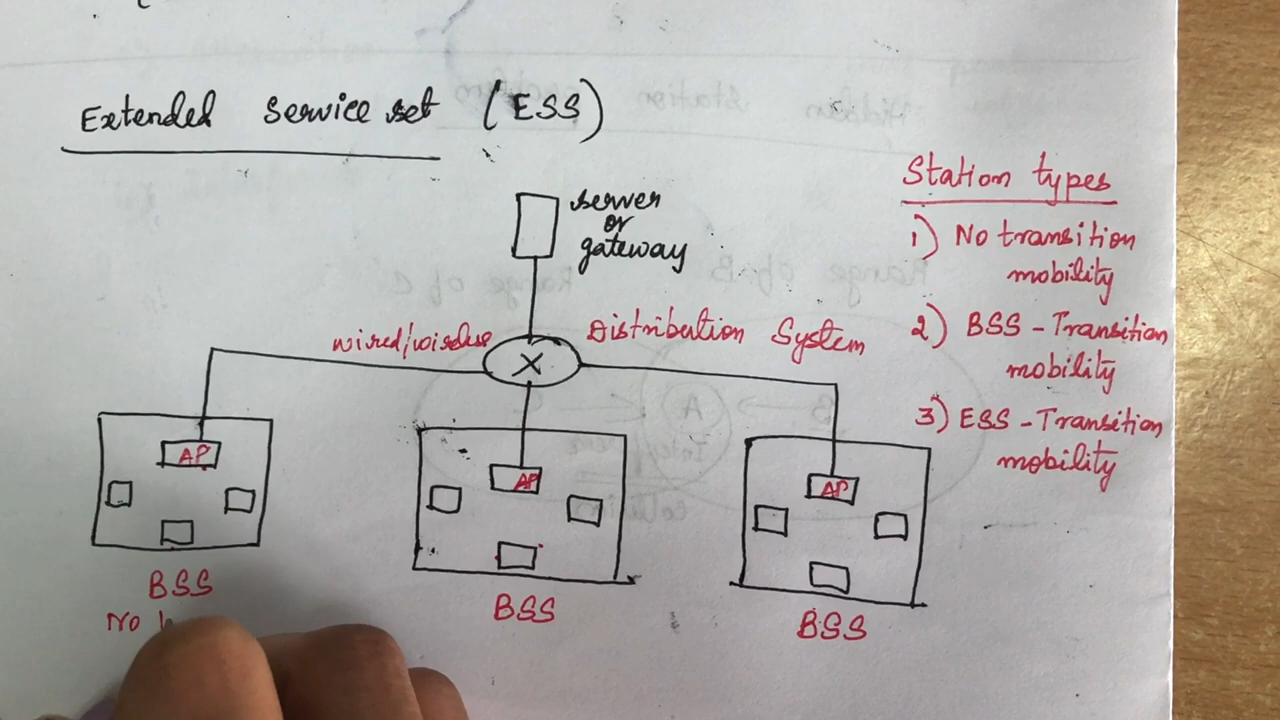 Extended Service set (ESS)
server
or
gateway
wired/wireless
Distribution System
AP
AP
AP
BSS
BSS
BSS
No
Station types
1) No transition
mobility
2) BSS - Transition
mobility
3) ESS - Transition
mobility